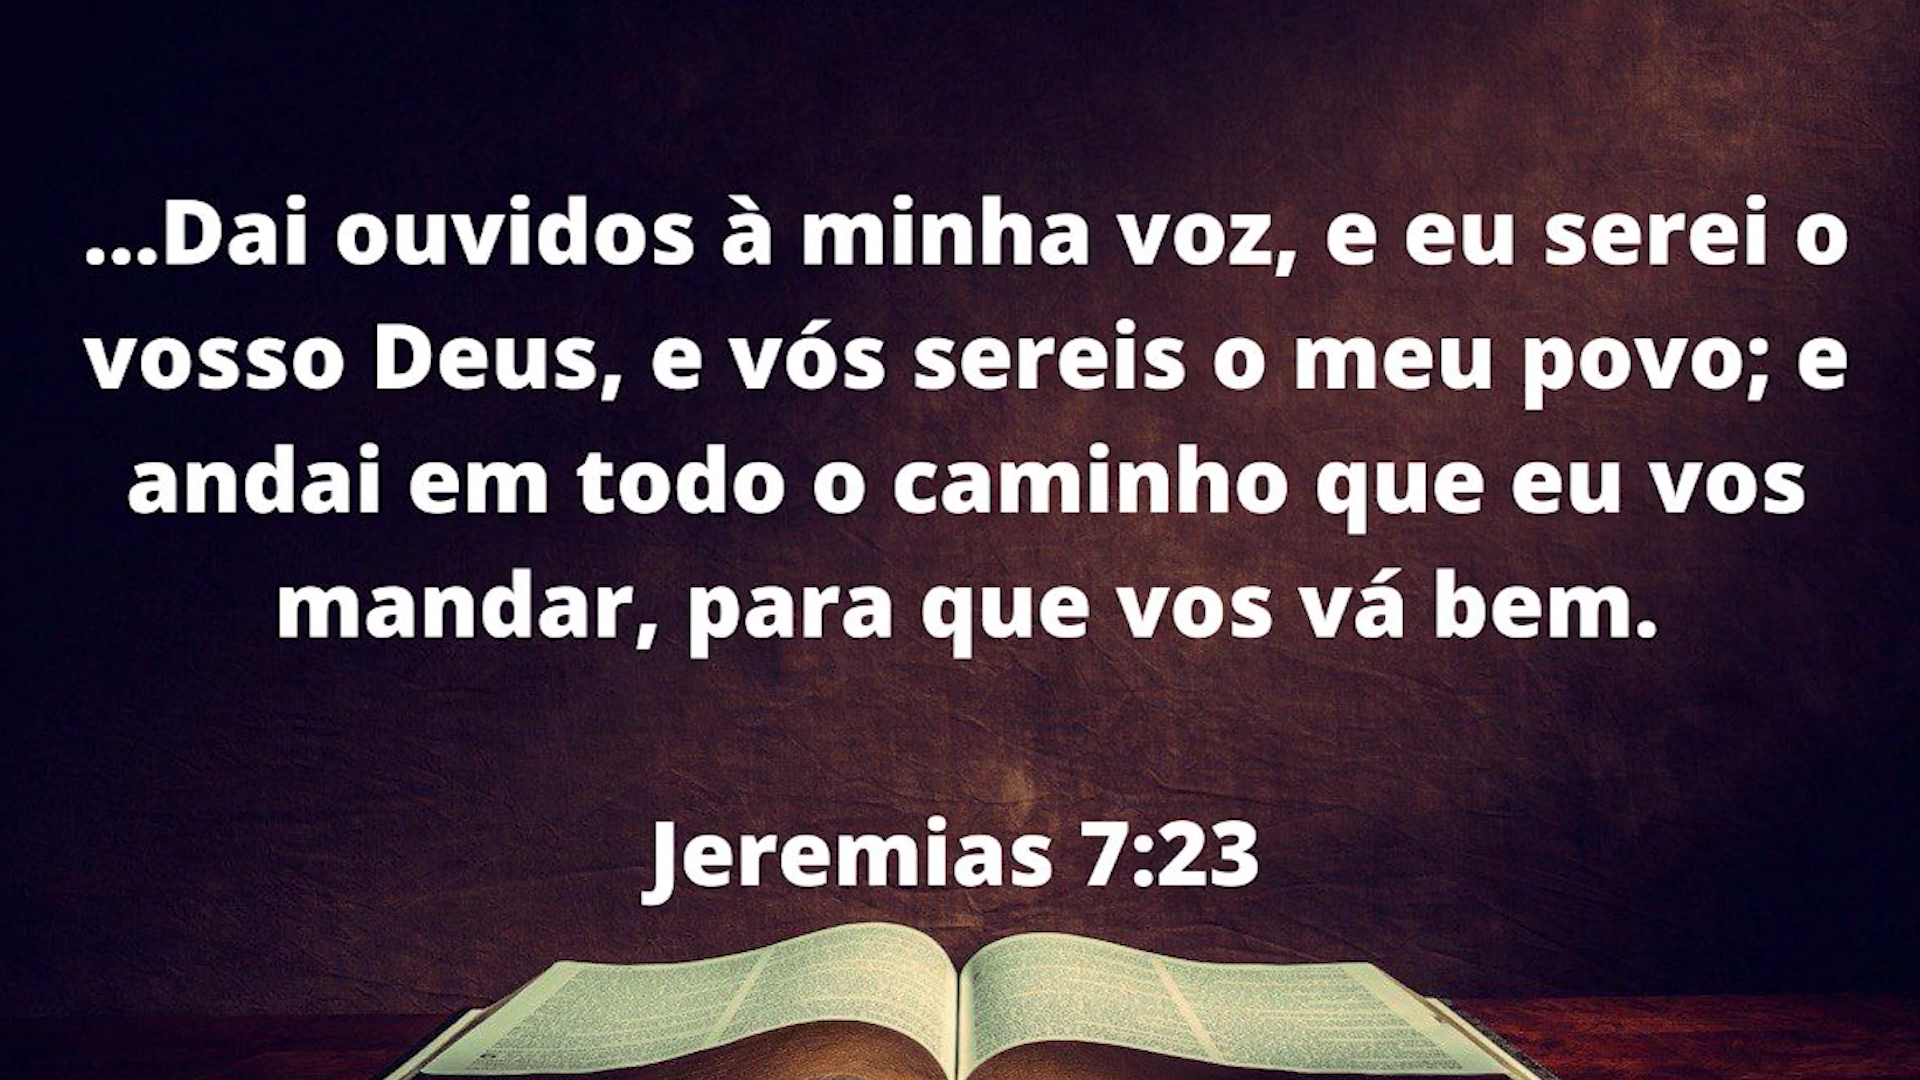 ...Dai ouvidos à minha voz, e eu serei o
vosso Deus, e vós sereis o meu povo; e
andai em todo o caminho que eu vos
mandar, para que vos vá bem.
Jeremias 7:23